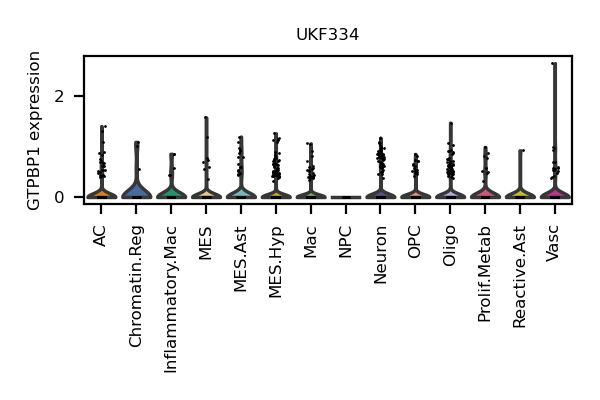 UKF334
GTPBP1 expression
2
0
AC
Chromatin.Reg
Inflammatory.Mac
MES
MES.Ast
MES.Hyp
Mac
NPC
Neuron
OPC
Oligo
Prolif.Metab
Reactive.Ast
Vasc